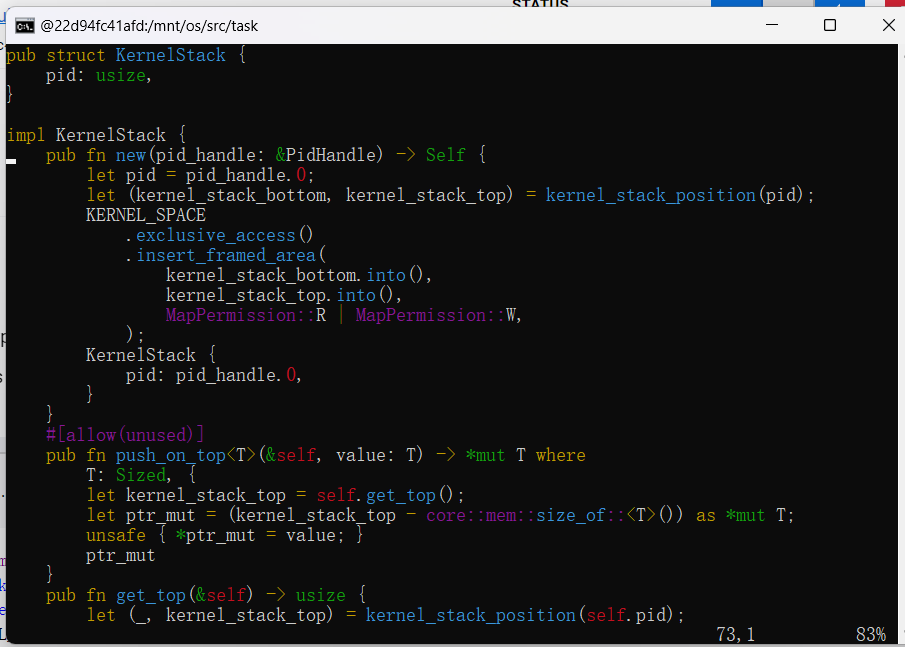 STATUS
@22d94fc41afd:/mnt/os/src/task
pub struct KernelStack {
    pid: usize,
}

impl KernelStack {
    pub fn new(pid_handle: &PidHandle) -> Self {
        let pid = pid_handle.0;
        let (kernel_stack_bottom, kernel_stack_top) = kernel_stack_position(pid);
        KERNEL_SPACE
            .exclusive_access()
            .insert_framed_area(
                kernel_stack_bottom.into(),
                kernel_stack_top.into(),
                MapPermission::R | MapPermission::W,
            );
        KernelStack {
            pid: pid_handle.0,
        }
    }
    #[allow(unused)]
    pub fn push_on_top<T>(&self, value: T) -> *mut T where
        T: Sized, {
        let kernel_stack_top = self.get_top();
        let ptr_mut = (kernel_stack_top - core::mem::size_of::<T>()) as *mut T;
        unsafe { *ptr_mut = value; }
        ptr_mut
    }
    pub fn get_top(&self) -> usize {
        let (_, kernel_stack_top) = kernel_stack_position(self.pid);
73,1 83%